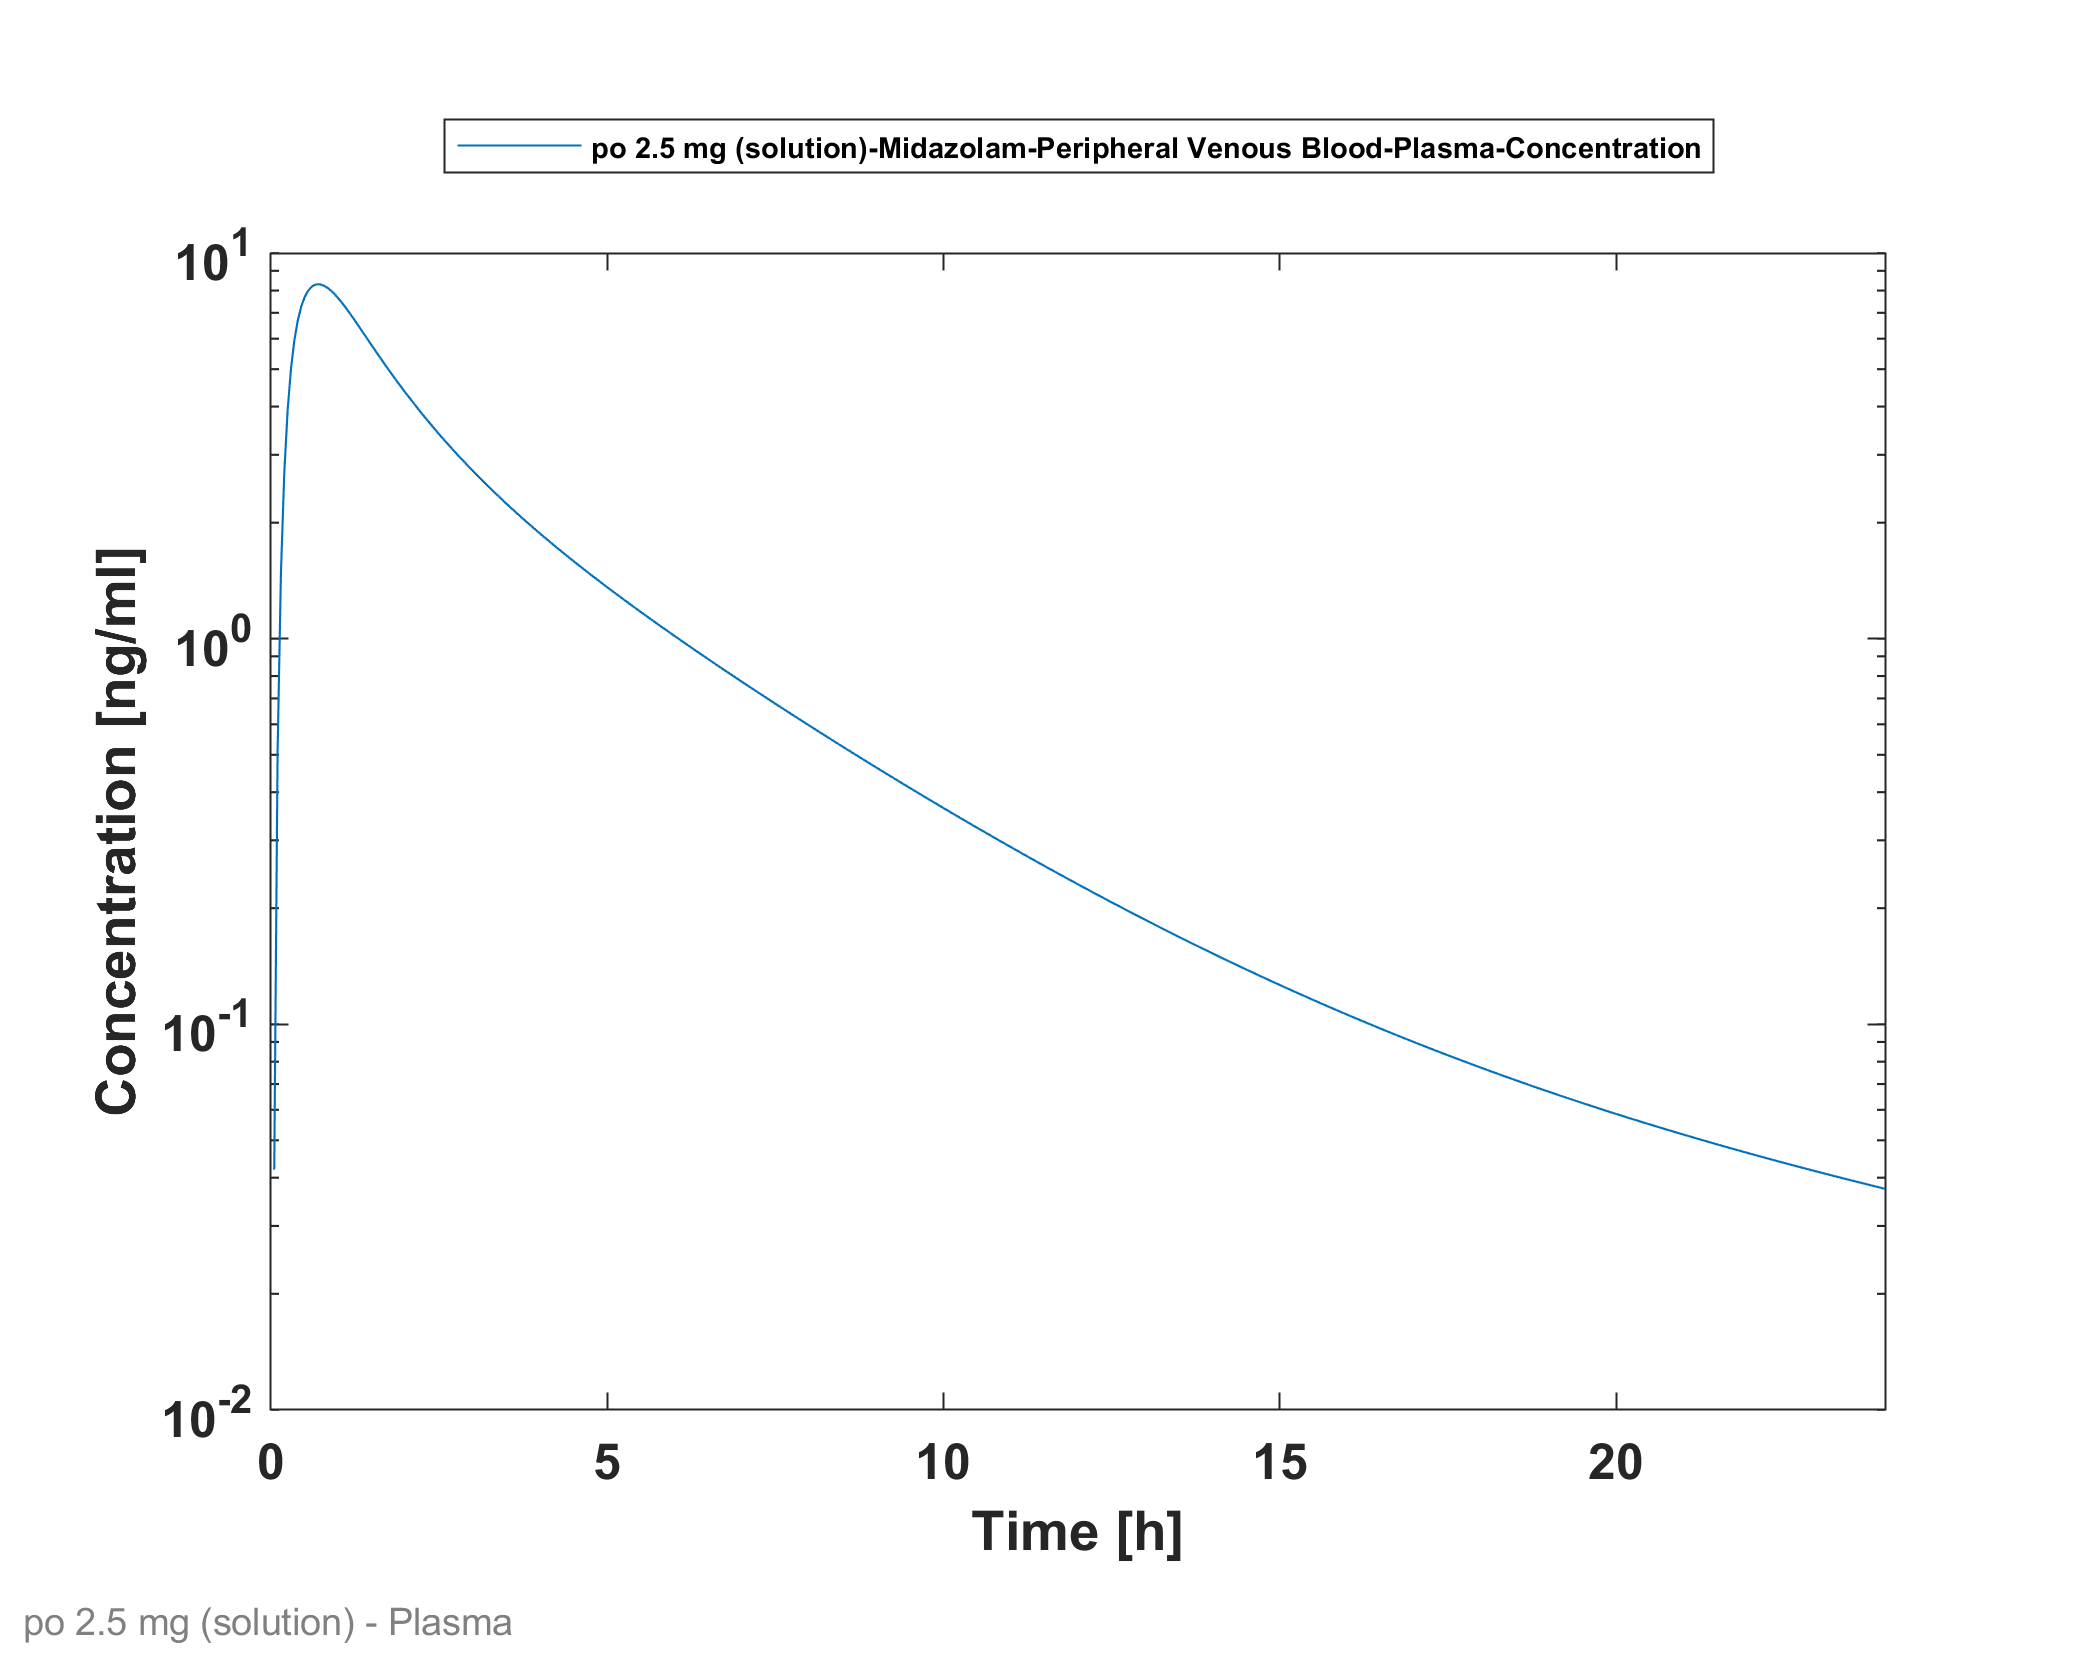 po 2.5 mg (solution)-Midazolam-Peripheral Venous Blood-Plasma-Concentration
10^1
10^0
10^-1
10^-2
Concentration [ng/ml]
0 5 10 15 20
Time [h]
po 2.5 mg (solution) - Plasma